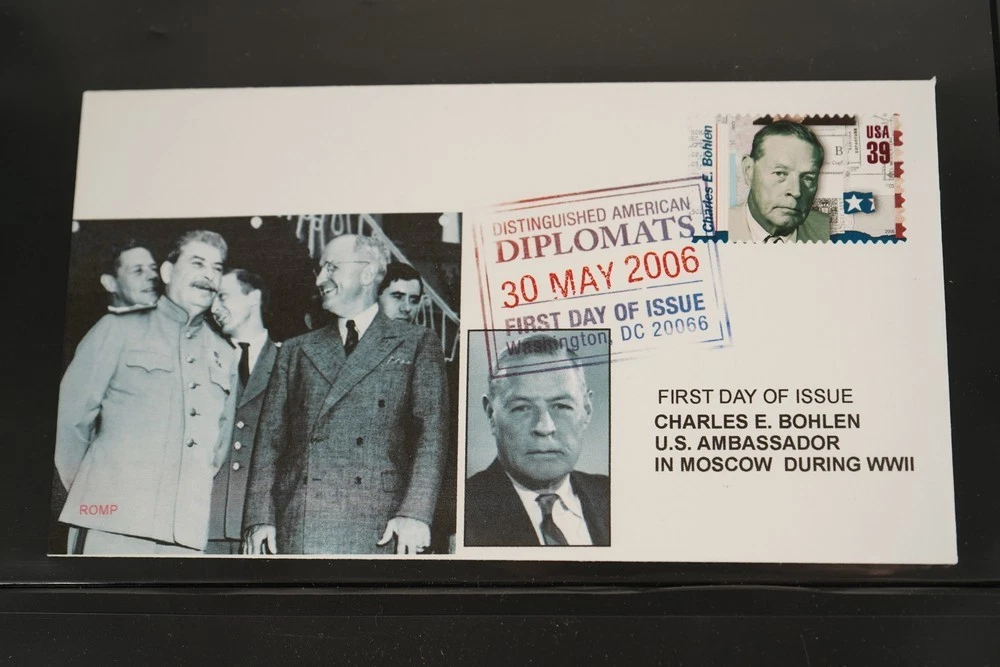 Charles E. Bohlen
USA
39
B
DISTINGUISHED AMERICAN
DIPLOMATS
30 MAY 2006
FIRST DAY OF ISSUE
Washington, DC 20066
FIRST DAY OF ISSUE
CHARLES E. BOHLEN
U.S. AMBASSADOR
IN MOSCOW DURING WWII
ROMP